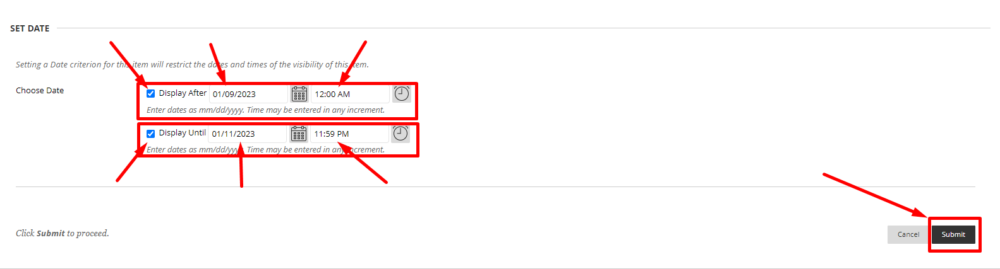 SET DATE
Setting a Date criterion for this item will restrict the dates and times of the visibility of this item.
Choose Date
Display After 01/09/2023 12:00 AM
Enter dates as mm/dd/yyyy. Time may be entered in any increment.
Display Until 01/11/2023 11:59 PM
Enter dates as mm/dd/yyyy. Time may be entered in any increment.
Click Submit to proceed.
Cancel Submit